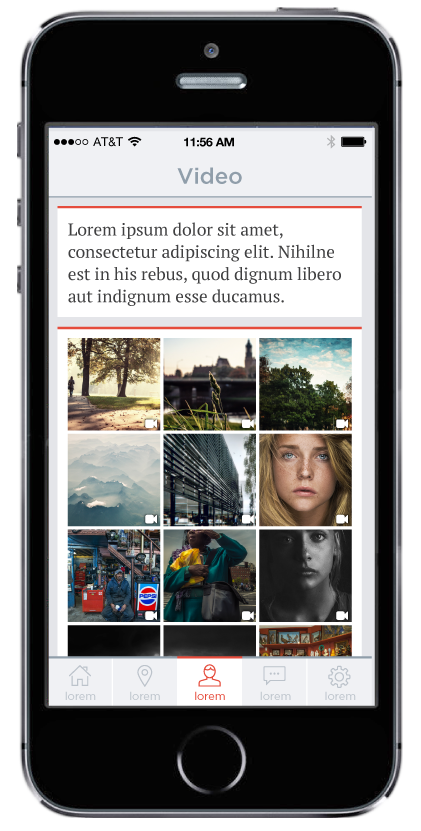 AT&T 11:56 AM
Video
Lorem ipsum dolor sit amet,
consectetur adipiscing elit. Nihilne
est in his rebus, quod dignum libero
aut indignum esse ducamus.
PEPSI
lorem lorem lorem lorem lorem